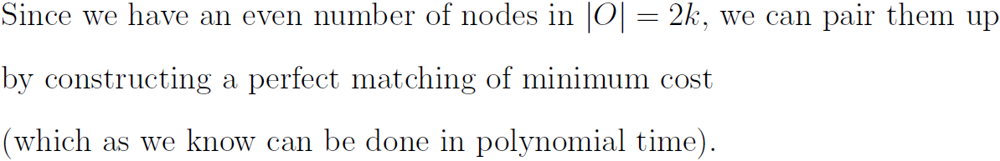 Since we have an even number of nodes in |O| = 2k, we can pair them up
by constructing a perfect matching of minimum cost
(which as we know can be done in polynomial time).